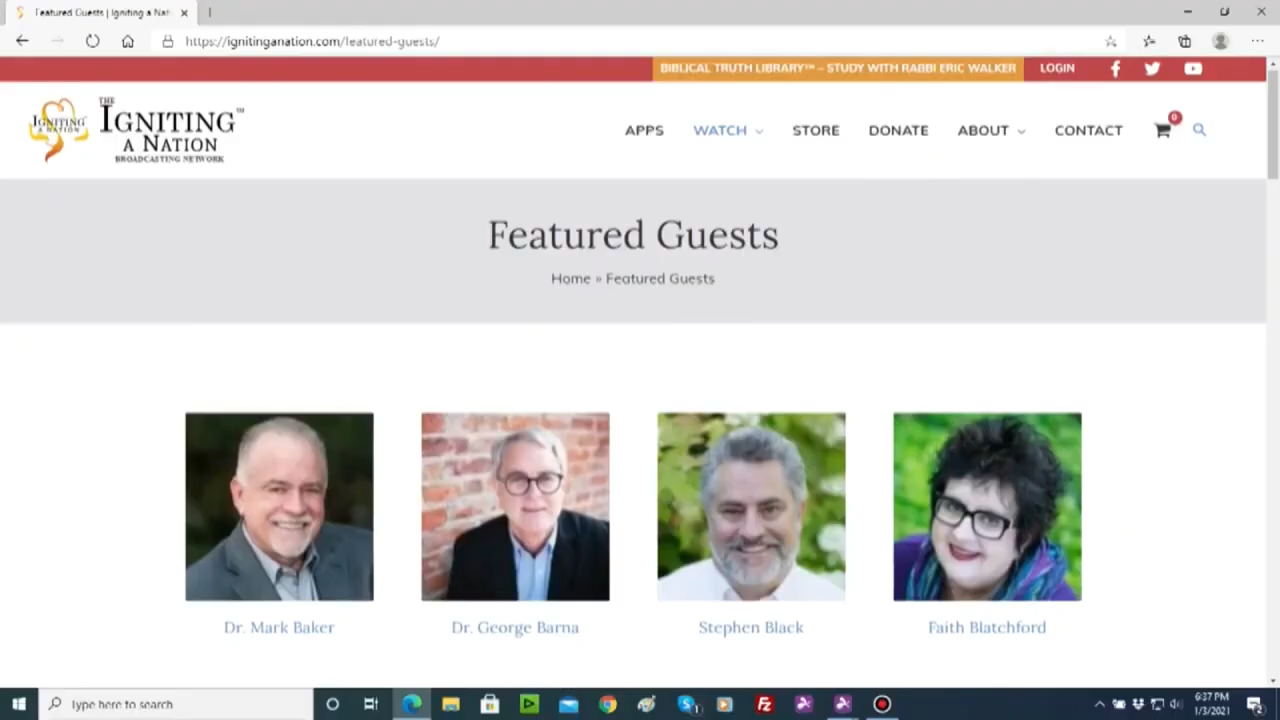 Featured Guests | Igniting a Nat
https://ignitinganation.com/featured-guests/
BIBLICAL TRUTH LIBRARY™ – STUDY WITH RABBI ERIC WALKER
LOGIN
IGNITING
A NATION
THE
IGNITING™
A NATION
BROADCASTING NETWORK
APPS
WATCH
STORE
DONATE
ABOUT
CONTACT
0
Featured Guests
Home » Featured Guests
Dr. Mark Baker
Dr. George Barna
Stephen Black
Faith Blatchford
Type here to search
6:37 PM
1/3/2021